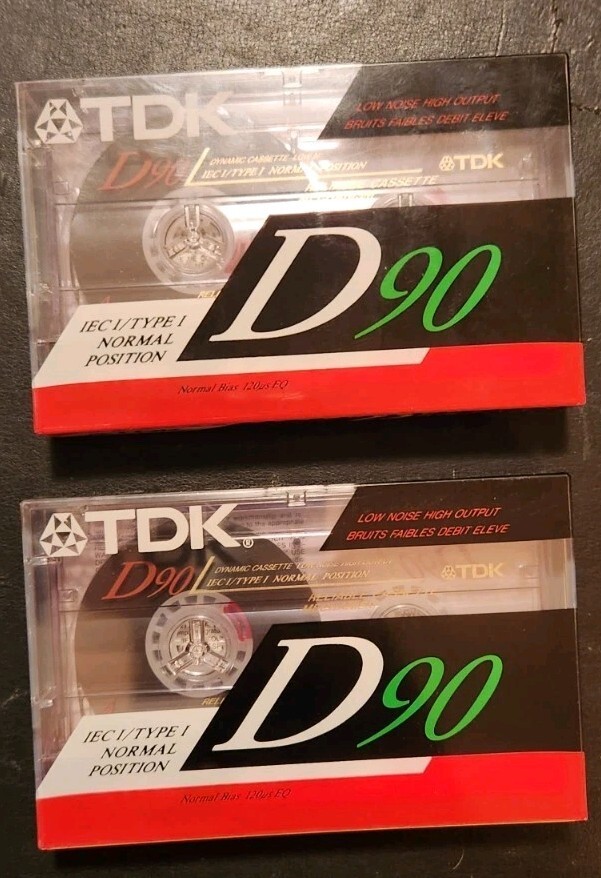 TDK
LOW NOISE HIGH OUTPUT
BRUITS FAIBLES DEBIT ELEVE
D90
DYNAMIC CASSETTE
IEC I/TYPE I NORMAL POSITION
TDK
CASSETTE
D90
IEC I/TYPE I
NORMAL
POSITION
Normal Bias 120μs EQ
TDK®
LOW NOISE HIGH OUTPUT
BRUITS FAIBLES DEBIT ELEVE
D90
DYNAMIC CASSETTE
IEC I/TYPE I NORMAL POSITION
TDK
D90
IEC I/TYPE I
NORMAL
POSITION
Normal Bias 120μs EQ